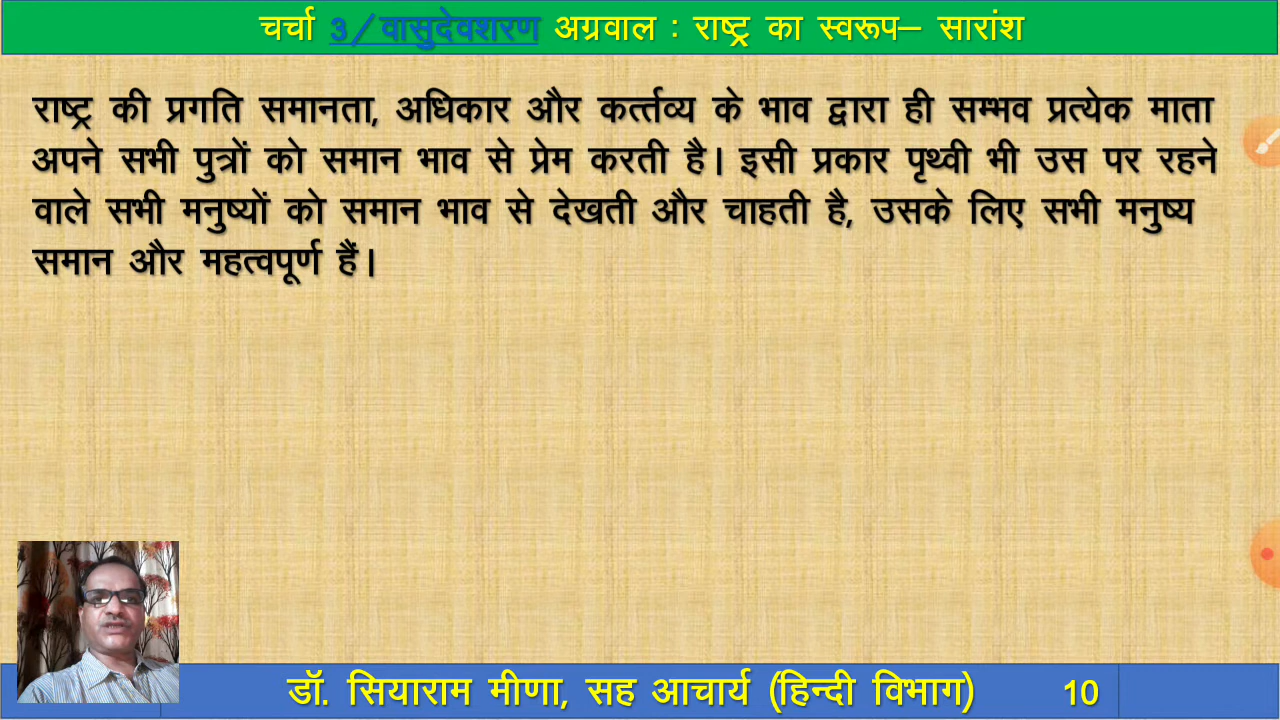 चर्चा ३/वासुदेवशरण अग्रवाल : राष्ट्र का स्वरूप– सारांश
राष्ट्र की प्रगति समानता, अधिकार और कर्त्तव्य के भाव द्वारा ही सम्भव प्रत्येक माता
अपने सभी पुत्रों को समान भाव से प्रेम करती है। इसी प्रकार पृथ्वी भी उस पर रहने
वाले सभी मनुष्यों को समान भाव से देखती और चाहती है, उसके लिए सभी मनुष्य
समान और महत्वपूर्ण हैं।
डॉ. सियाराम मीणा, सह आचार्य (हिन्दी विभाग) 10